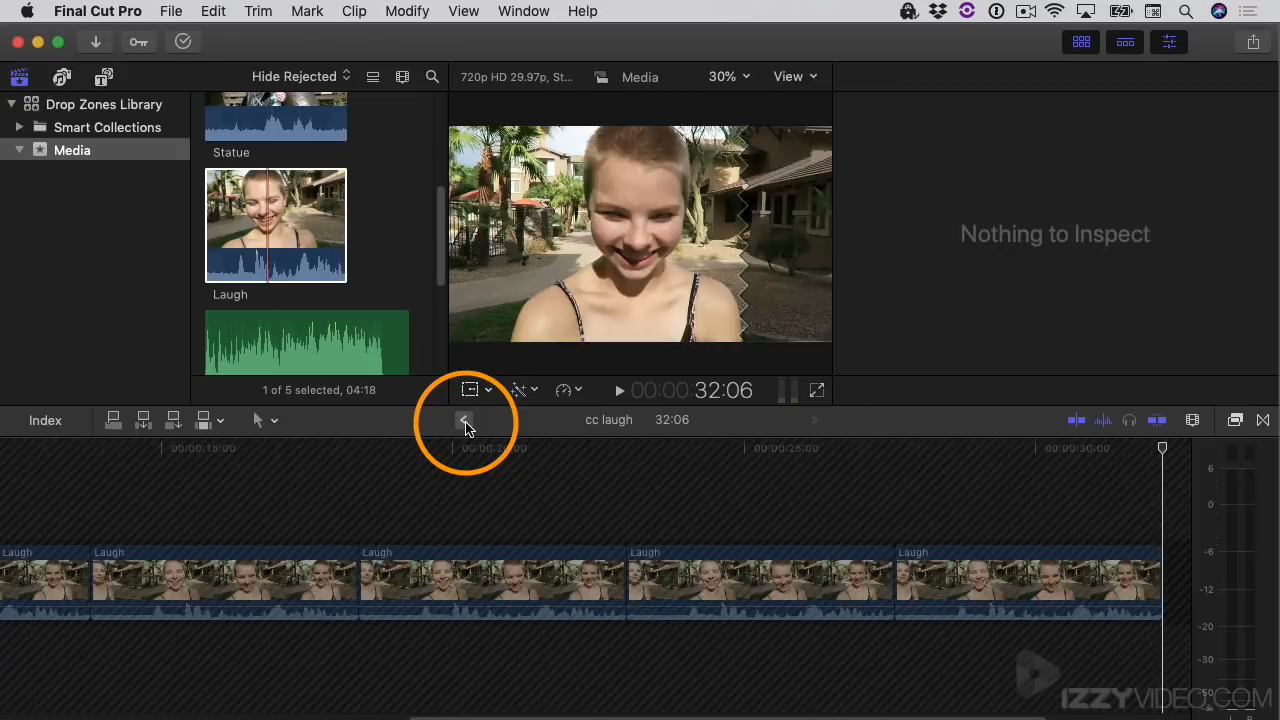 Final Cut Pro File Edit Trim Mark Clip Modify View Window Help
Hide Rejected
720p HD 29.97p, St... Media 30% View
Drop Zones Library
Smart Collections
Media
Statue
Laugh
Nothing to Inspect
1 of 5 selected, 04:18
00:00:32:06
Index
cc laugh 32:06
00:00:15:00 00:00:20:00 00:00:25:00 00:00:30:00
6
0
-6
-12
-20
-30
-50
-∞
Laugh Laugh Laugh Laugh Laugh
L R
IZZYVIDEO.COM